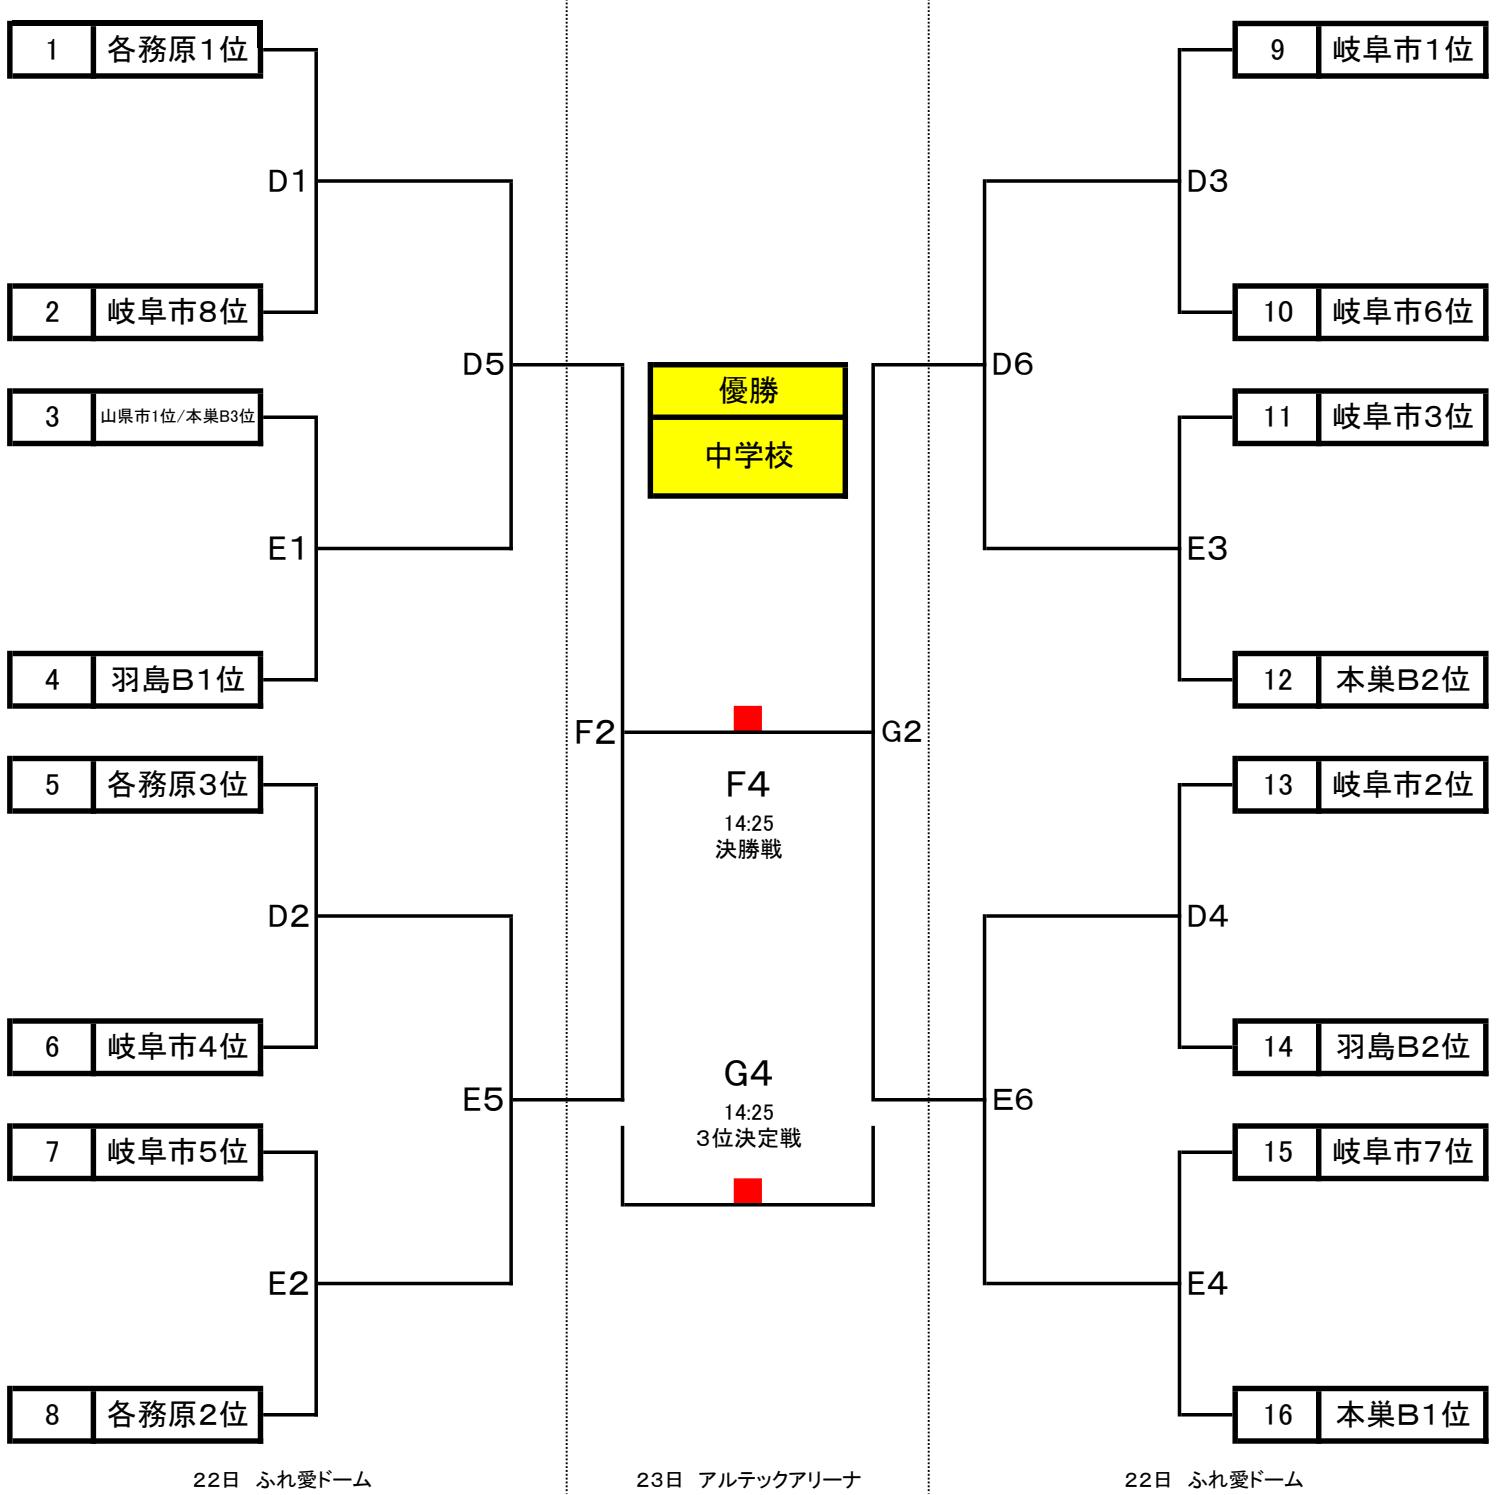 1 各務原1位
D1
2 岐阜市8位
D5
3 山県市1位/本巣B3位
E1
4 羽島B1位
F2
5 各務原3位
D2
6 岐阜市4位
E5
7 岐阜市5位
E2
8 各務原2位
22日 ふれ愛ドーム
優勝
中学校
F4
14:25
決勝戦
G4
14:25
3位決定戦
23日 アルテックアリーナ
9 岐阜市1位
D3
10 岐阜市6位
D6
11 岐阜市3位
E3
12 本巣B2位
G2
13 岐阜市2位
D4
14 羽島B2位
E6
15 岐阜市7位
E4
16 本巣B1位
22日 ふれ愛ドーム